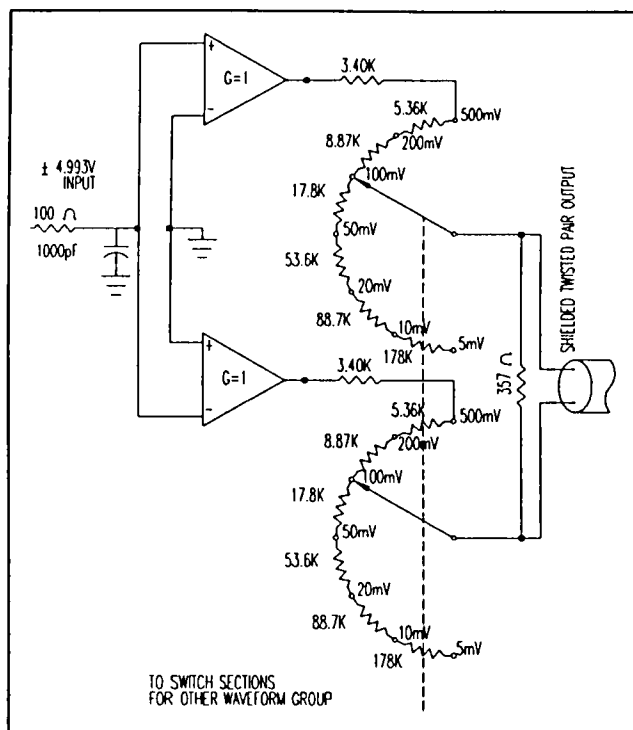 +
G=1
-
3.40K
5.36K
500mV
200mV
8.87K
100mV
17.8K
50mV
53.6K
20mV
88.7K
10mV
5mV
178K
± 4.993V
INPUT
100 Ω
1000pF
+
G=1
-
3.40K
5.36K
500mV
200mV
8.87K
100mV
17.8K
50mV
53.6K
20mV
88.7K
10mV
5mV
178K
357 Ω
SHIELDED TWISTED PAIR OUTPUT
TO SWITCH SECTIONS
FOR OTHER WAVEFORM GROUP